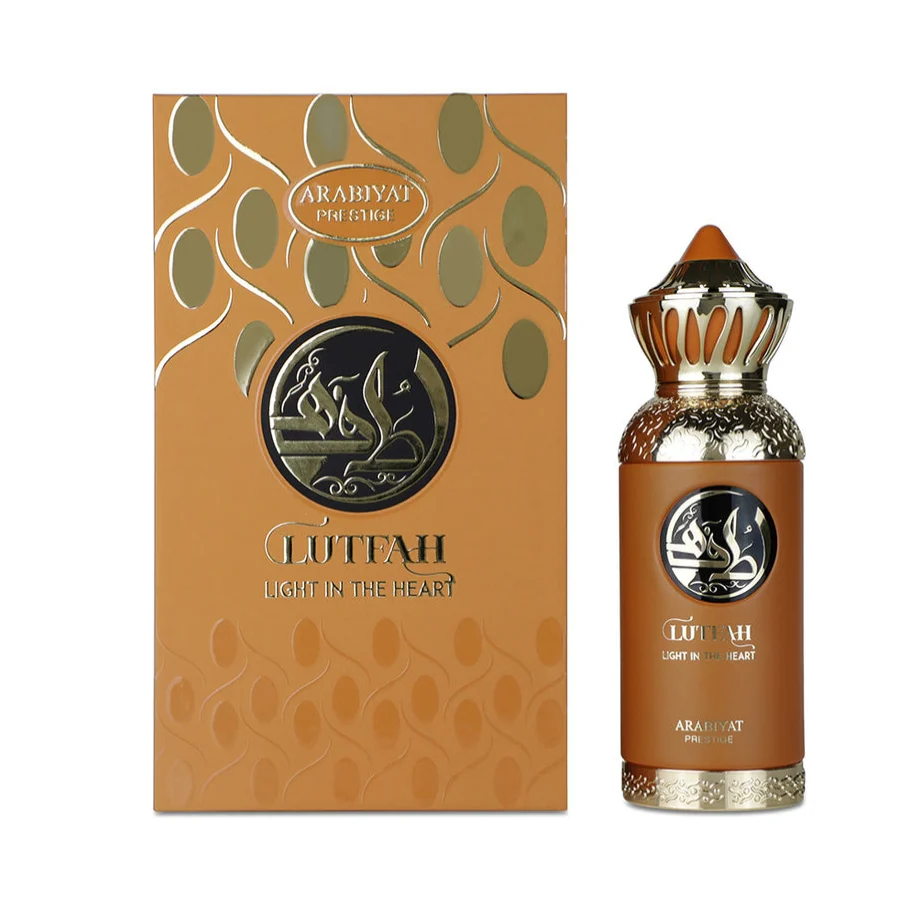 ARABIYAT
PRESTIGE
LUTFAH
LIGHT IN THE HEART
LUTFAH
LIGHT IN THE HEART
ARABIYAT
PRESTIGE